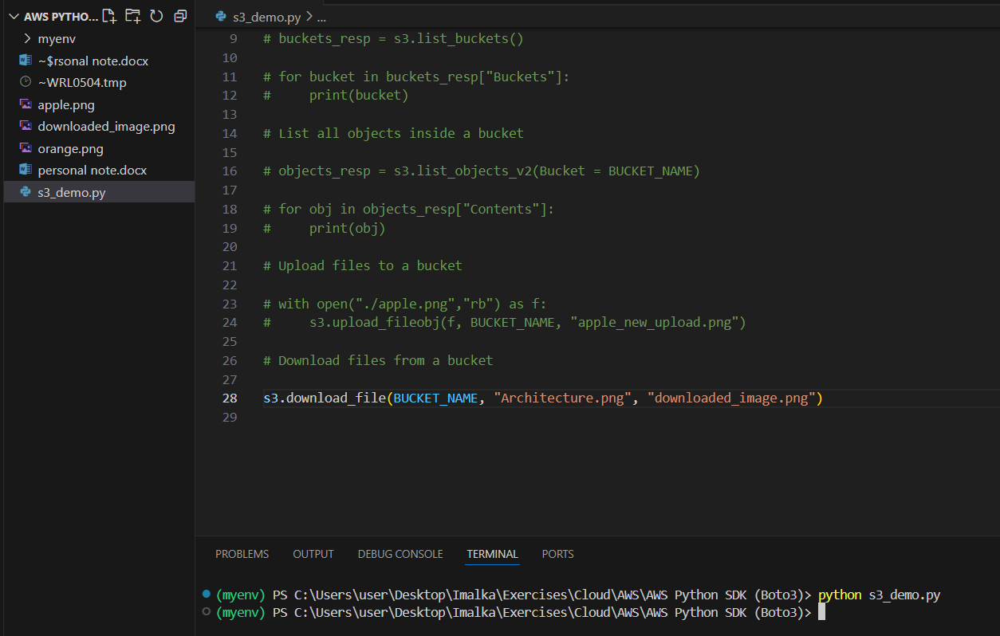 AWS PYTHO...
myenv
~$rsonal note.docx
~WRL0504.tmp
apple.png
downloaded_image.png
orange.png
personal note.docx
s3_demo.py
s3_demo.py > ...
9 # buckets_resp = s3.list_buckets()
10
11 # for bucket in buckets_resp["Buckets"]:
12 #     print(bucket)
13
14 # List all objects inside a bucket
15
16 # objects_resp = s3.list_objects_v2(Bucket = BUCKET_NAME)
17
18 # for obj in objects_resp["Contents"]:
19 #     print(obj)
20
21 # Upload files to a bucket
22
23 # with open("./apple.png","rb") as f:
24 #     s3.upload_fileobj(f, BUCKET_NAME, "apple_new_upload.png")
25
26 # Download files from a bucket
27
28 s3.download_file(BUCKET_NAME, "Architecture.png", "downloaded_image.png")
29
PROBLEMS OUTPUT DEBUG CONSOLE TERMINAL PORTS
(myenv) PS C:\Users\user\Desktop\Imalka\Exercises\Cloud\AWS\AWS Python SDK (Boto3)> python s3_demo.py
(myenv) PS C:\Users\user\Desktop\Imalka\Exercises\Cloud\AWS\AWS Python SDK (Boto3)>